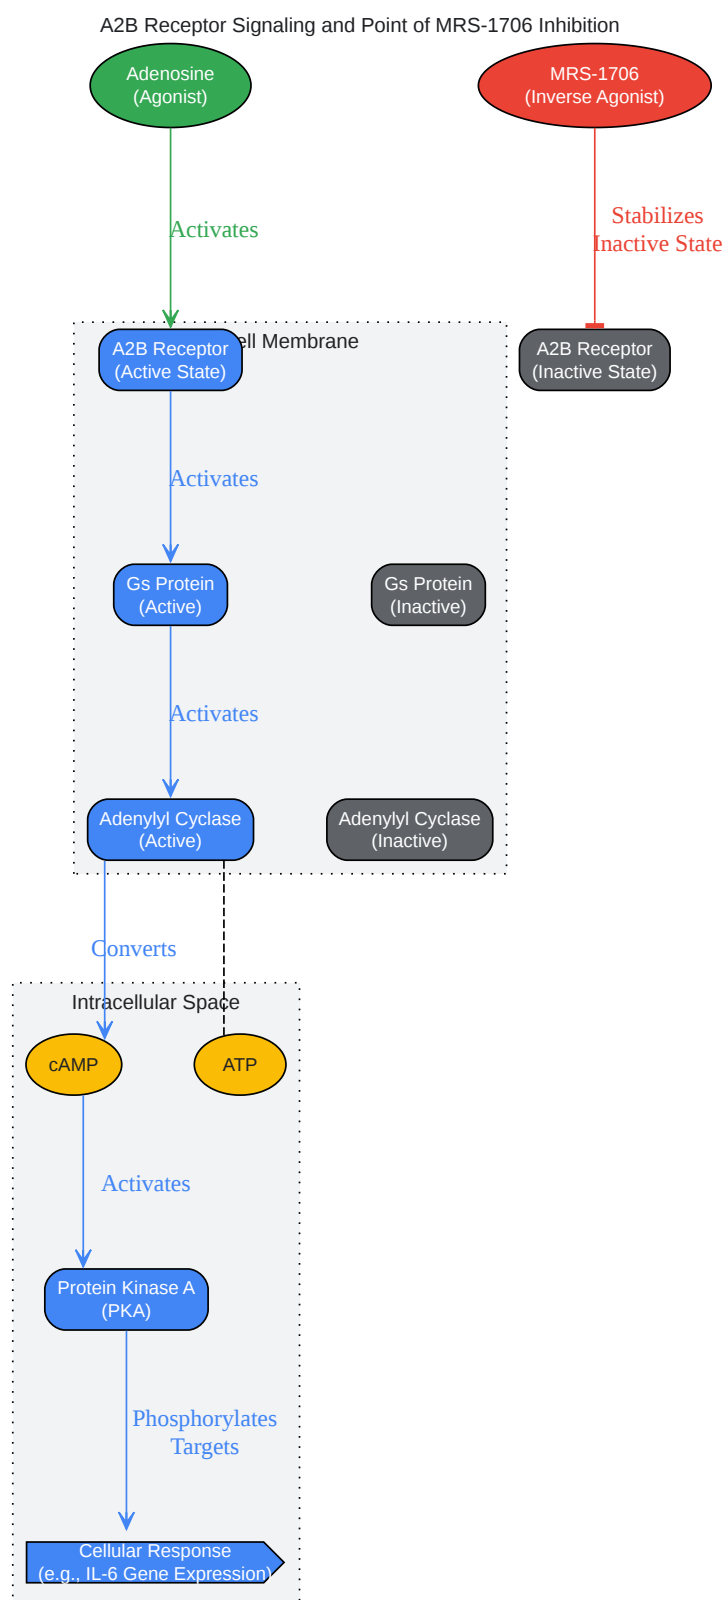 A2B Receptor Signaling and Point of MRS-1706 Inhibition
Adenosine
(Agonist)
MRS-1706
(Inverse Agonist)
Activates
Stabilizes
Inactive State
ell Membrane
A2B Receptor
(Active State)
A2B Receptor
(Inactive State)
Activates
Gs Protein
(Active)
Gs Protein
(Inactive)
Activates
Adenylyl Cyclase
(Active)
Adenylyl Cyclase
(Inactive)
Converts
Intracellular Space
cAMP
ATP
Activates
Protein Kinase A
(PKA)
Phosphorylates
Targets
Cellular Response
(e.g., IL-6 Gene Expression)